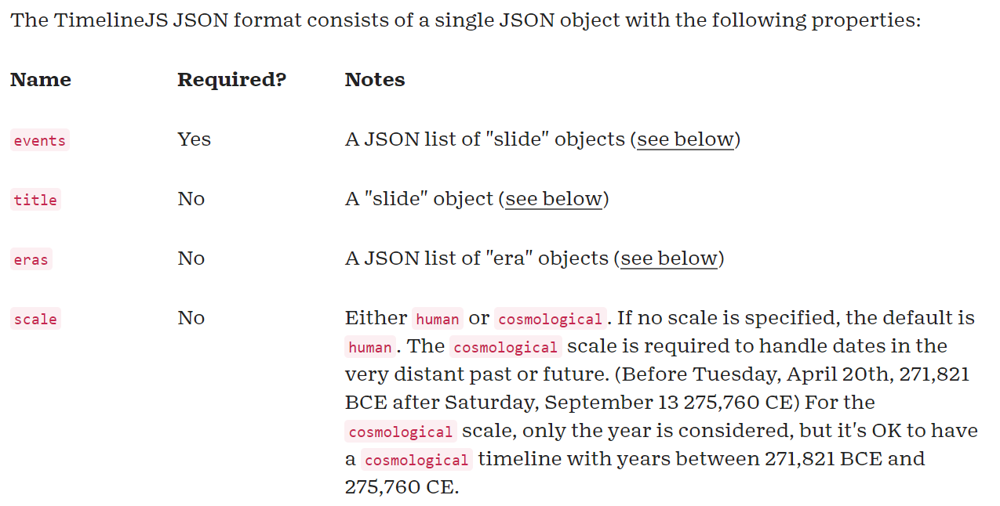 The TimelineJS JSON format consists of a single JSON object with the following properties:
Name Required? Notes
events Yes A JSON list of "slide" objects (see below)
title No A "slide" object (see below)
eras No A JSON list of "era" objects (see below)
scale No Either human or cosmological. If no scale is specified, the default is
human. The cosmological scale is required to handle dates in the
very distant past or future. (Before Tuesday, April 20th, 271,821
BCE after Saturday, September 13 275,760 CE) For the
cosmological scale, only the year is considered, but it's OK to have
a cosmological timeline with years between 271,821 BCE and
275,760 CE.